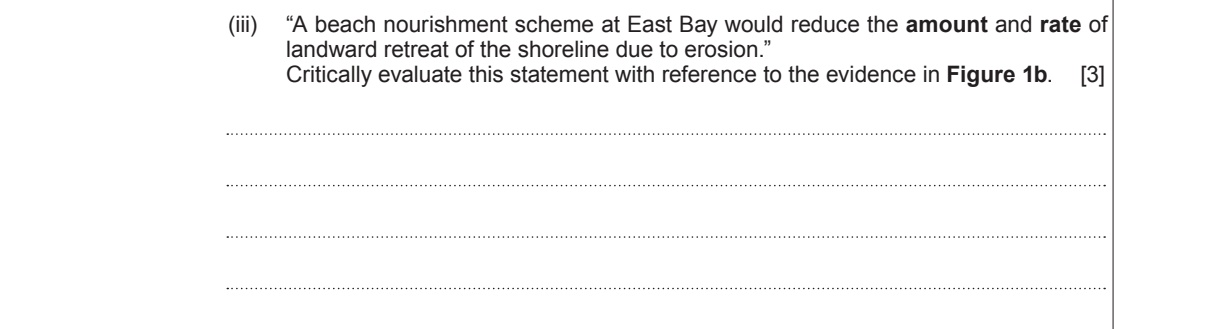 (iii) “A beach nourishment scheme at East Bay would reduce the amount and rate of
landward retreat of the shoreline due to erosion.”
Critically evaluate this statement with reference to the evidence in Figure 1b. [3]